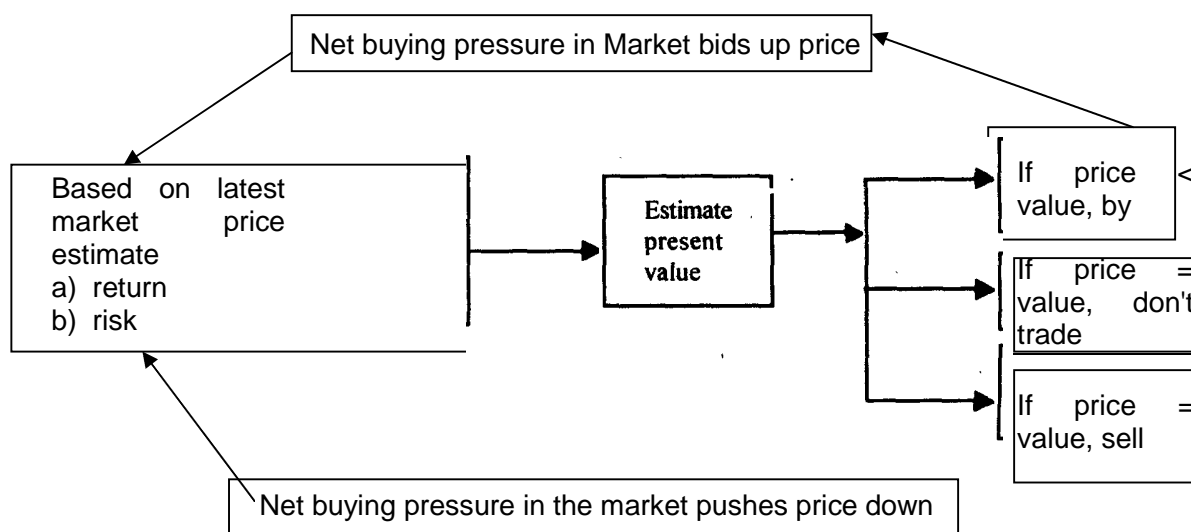 Net buying pressure in Market bids up price
Based on latest
market price
estimate
a) return
b) risk
Estimate
present
value
If price <
value, by
If price =
value, don't
trade
If price =
value, sell
Net buying pressure in the market pushes price down